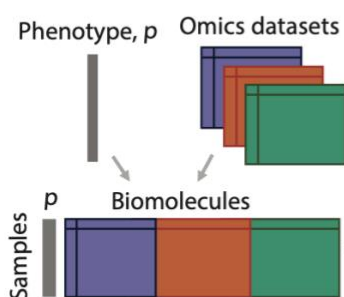 Phenotype, p
Omics datasets
p
Biomolecules
Samples